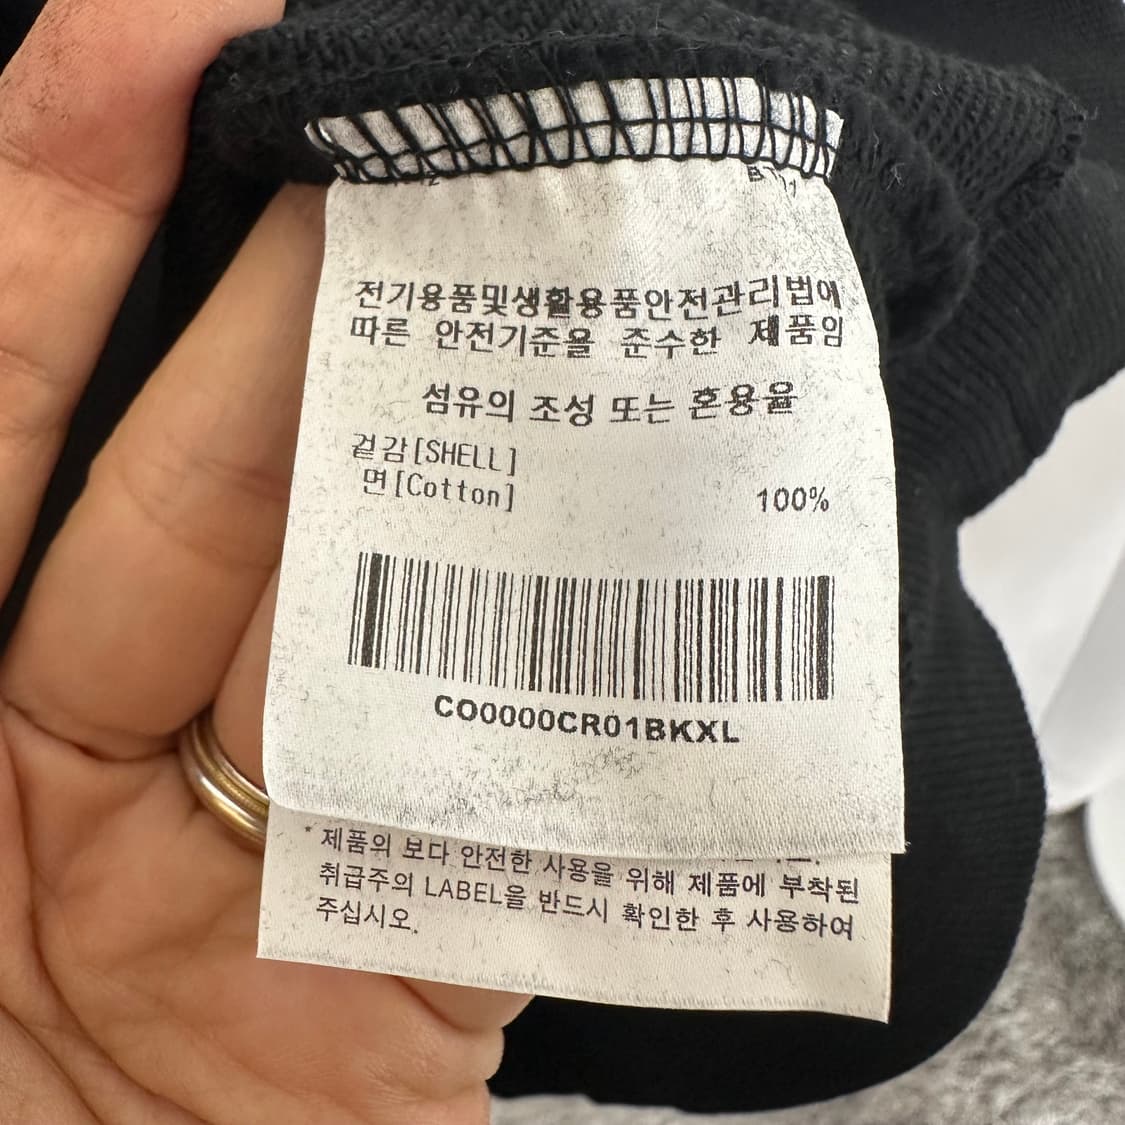 전기용품및생활용품안전관리법에
따른 안전기준을 준수한 제품임
섬유의 조성 또는 혼용율
겉감[SHELL]
면[Cotton] 100%
CO0000CR01BKXL
* 제품의 보다 안전한 사용을 위해 제품에 부착된
취급주의 LABEL을 반드시 확인한 후 사용하여
주십시오.